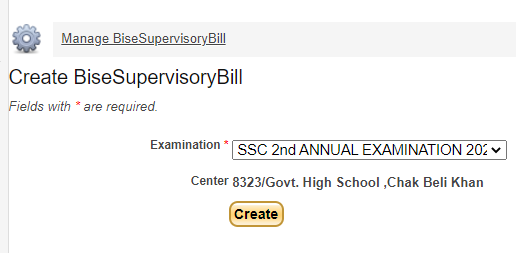 Manage BiseSupervisoryBill
Create BiseSupervisoryBill
Fields with * are required.
Examination * SSC 2nd ANNUAL EXAMINATION 202
Center 8323/Govt. High School ,Chak Beli Khan
Create